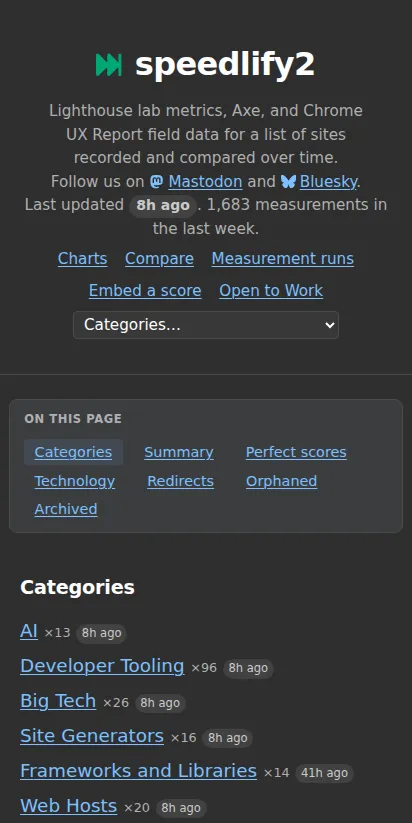 speedlify2
Lighthouse lab metrics, Axe, and Chrome
UX Report field data for a list of sites
recorded and compared over time.
Follow us on Mastodon and Bluesky.
Last updated 8h ago. 1,683 measurements in
the last week.
Charts Compare Measurement runs
Embed a score Open to Work
Categories…
ON THIS PAGE
Categories Summary Perfect scores
Technology Redirects Orphaned
Archived
Categories
AI ×13 8h ago
Developer Tooling ×96 8h ago
Big Tech ×26 8h ago
Site Generators ×16 8h ago
Frameworks and Libraries ×14 41h ago
Web Hosts ×20 8h ago